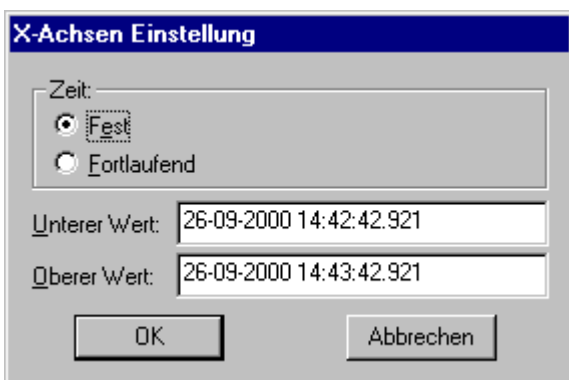 X-Achsen Einstellung
Zeit:
Fest
Fortlaufend
Unterer Wert: 26-09-2000 14:42:42.921
Oberer Wert: 26-09-2000 14:43:42.921
OK Abbrechen